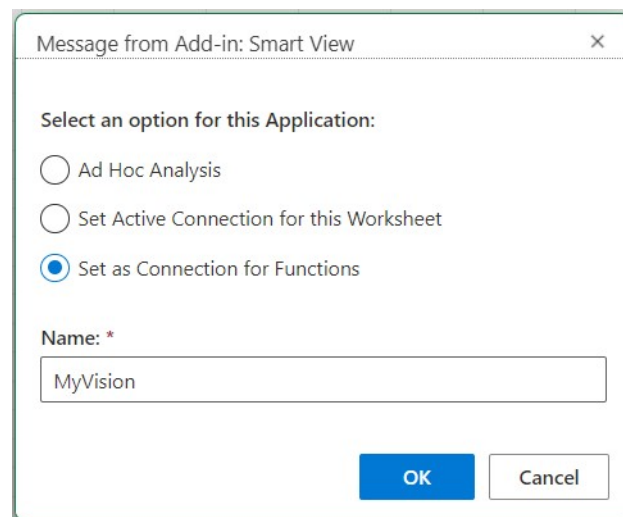 Message from Add-in: Smart View
Select an option for this Application:
Ad Hoc Analysis
Set Active Connection for this Worksheet
Set as Connection for Functions
Name: *
MyVision
OK Cancel